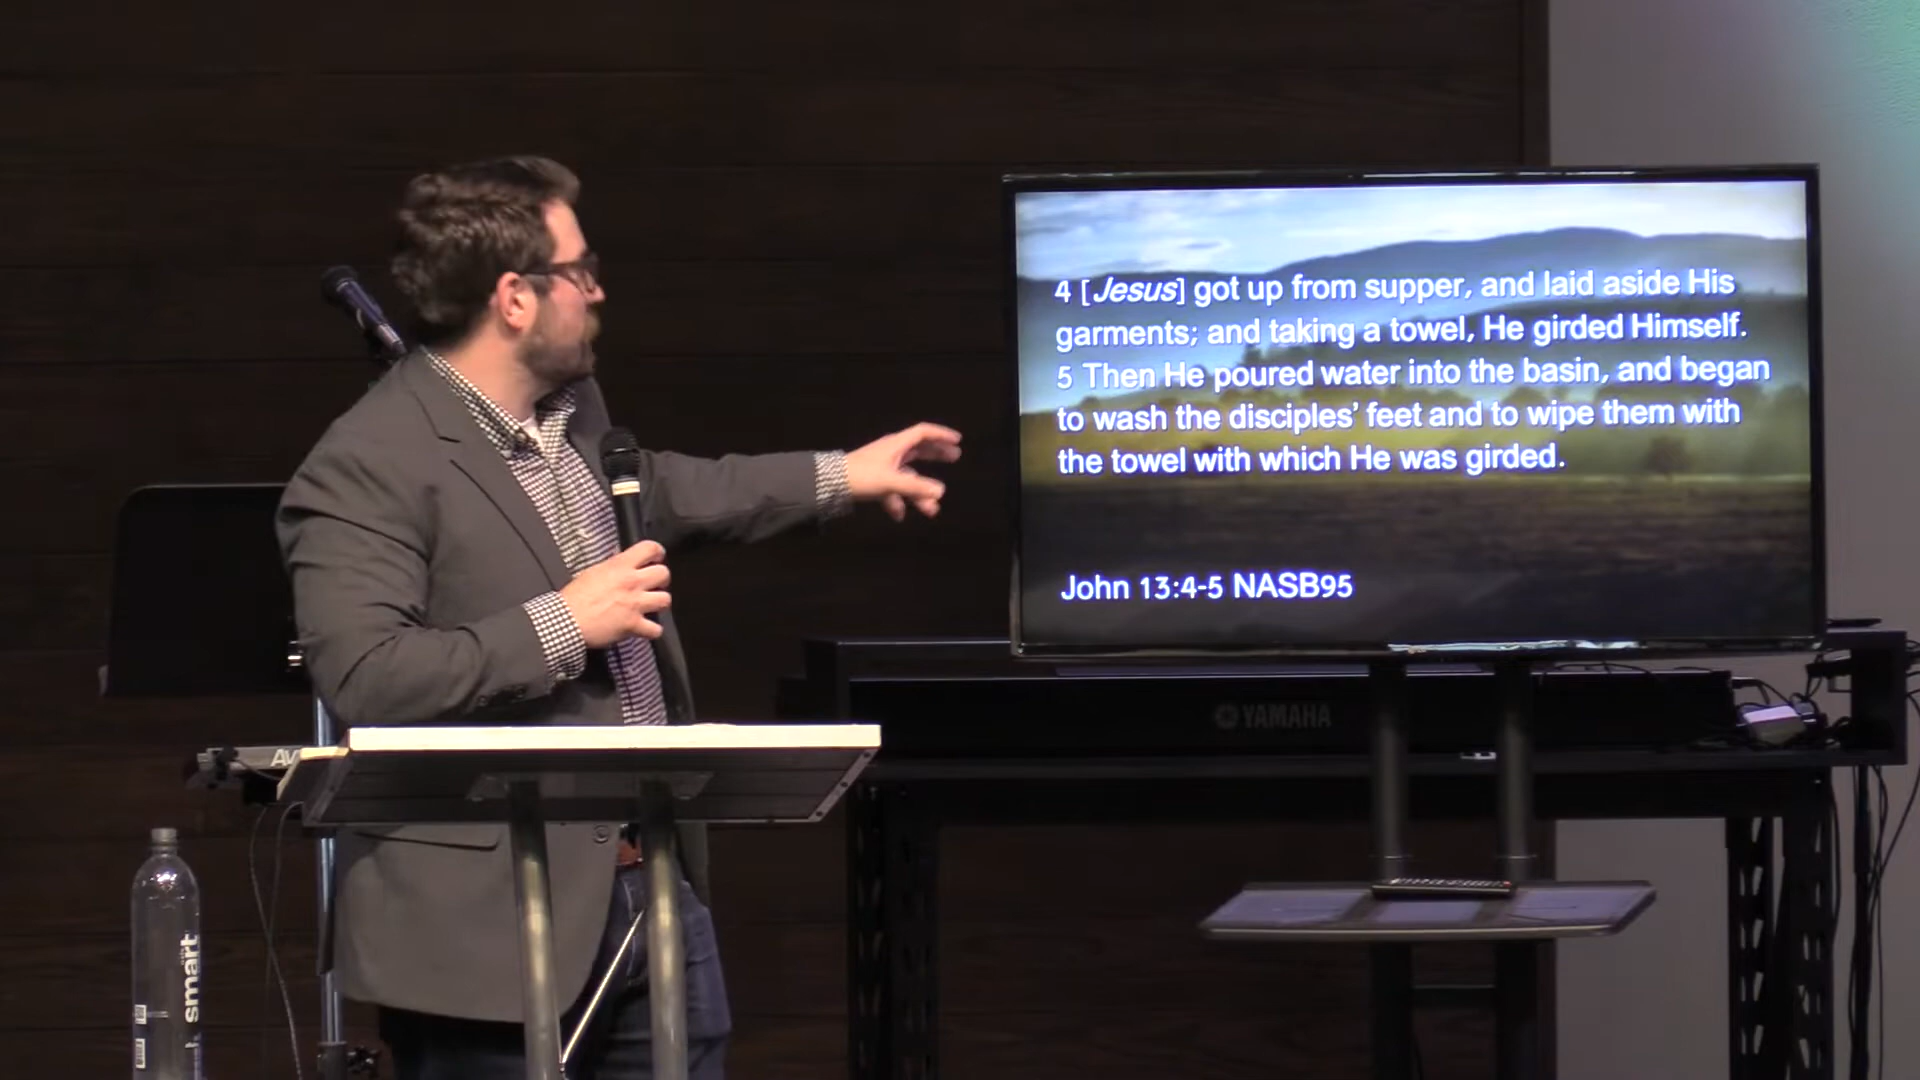 4 [Jesus] got up from supper, and laid aside His
garments; and taking a towel, He girded Himself.
5 Then He poured water into the basin, and began
to wash the disciples’ feet and to wipe them with
the towel with which He was girded.
John 13:4-5 NASB95
YAMAHA
AV
smart